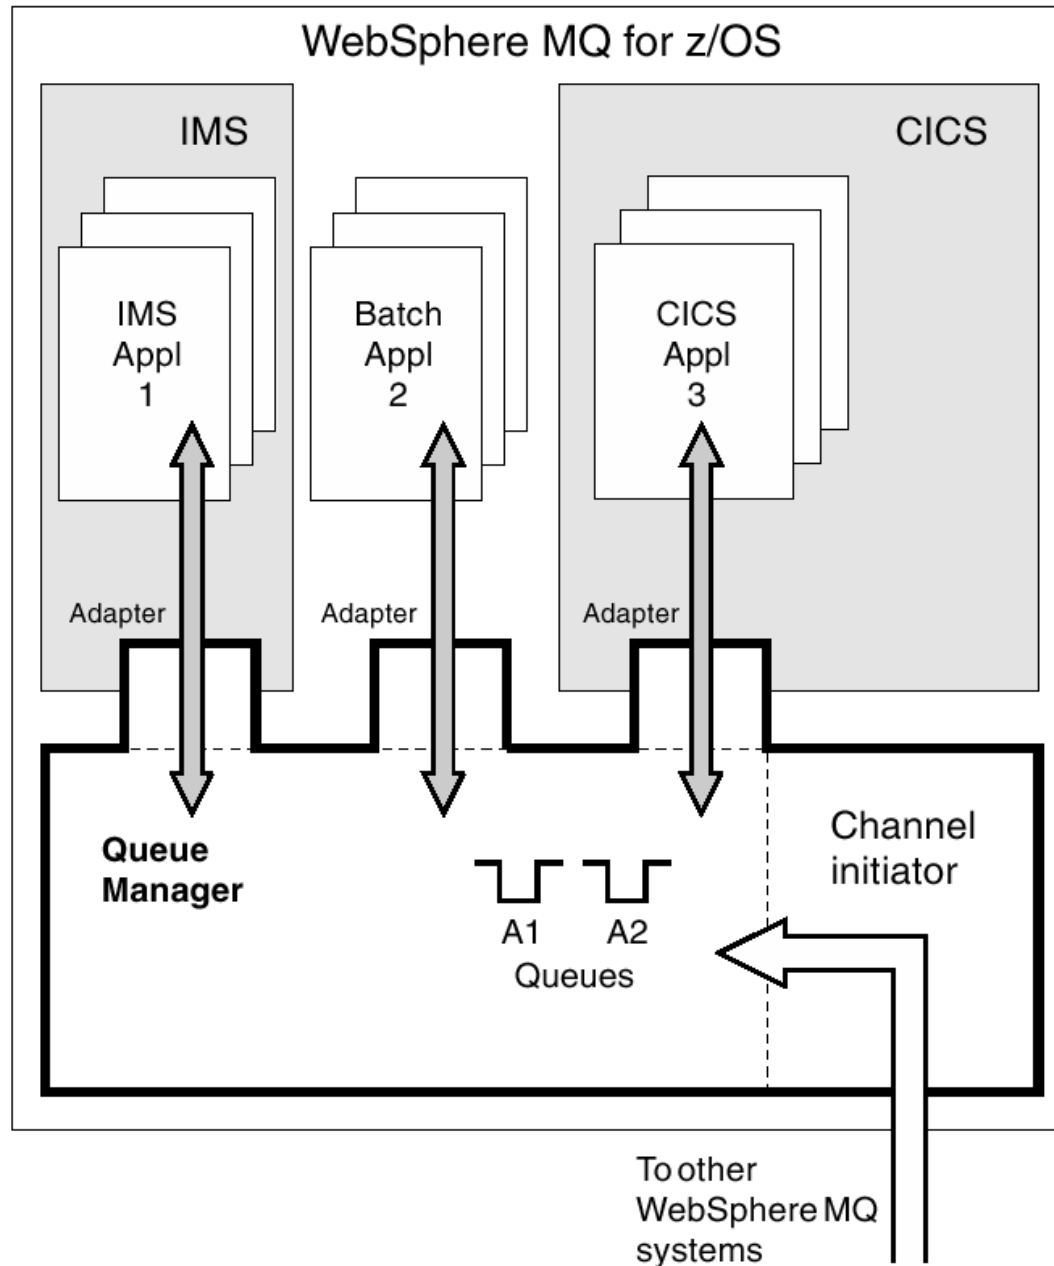 WebSphere MQ for z/OS
IMS
CICS
IMS
Appl
1
Batch
Appl
2
CICS
Appl
3
Adapter
Adapter
Adapter
Queue
Manager
A1
A2
Queues
Channel
initiator
To other
WebSphere MQ
systems